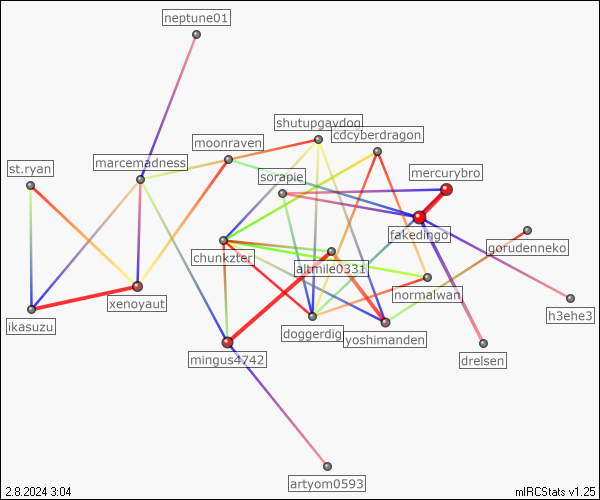 neptune01
shutupgaydog
cdcyberdragon
moonraven
marcemadness
st.ryan
sorapie
mercurybro
fakedingo
gorudenneko
chunkzter
altmile0331
normalwan
xenoyaut
h3ehe3
ikasuzu
doggerdig
yoshimanden
mingus4742
drelsen
artyom0593
2.8.2024 3:04
mIRCStats v1.25